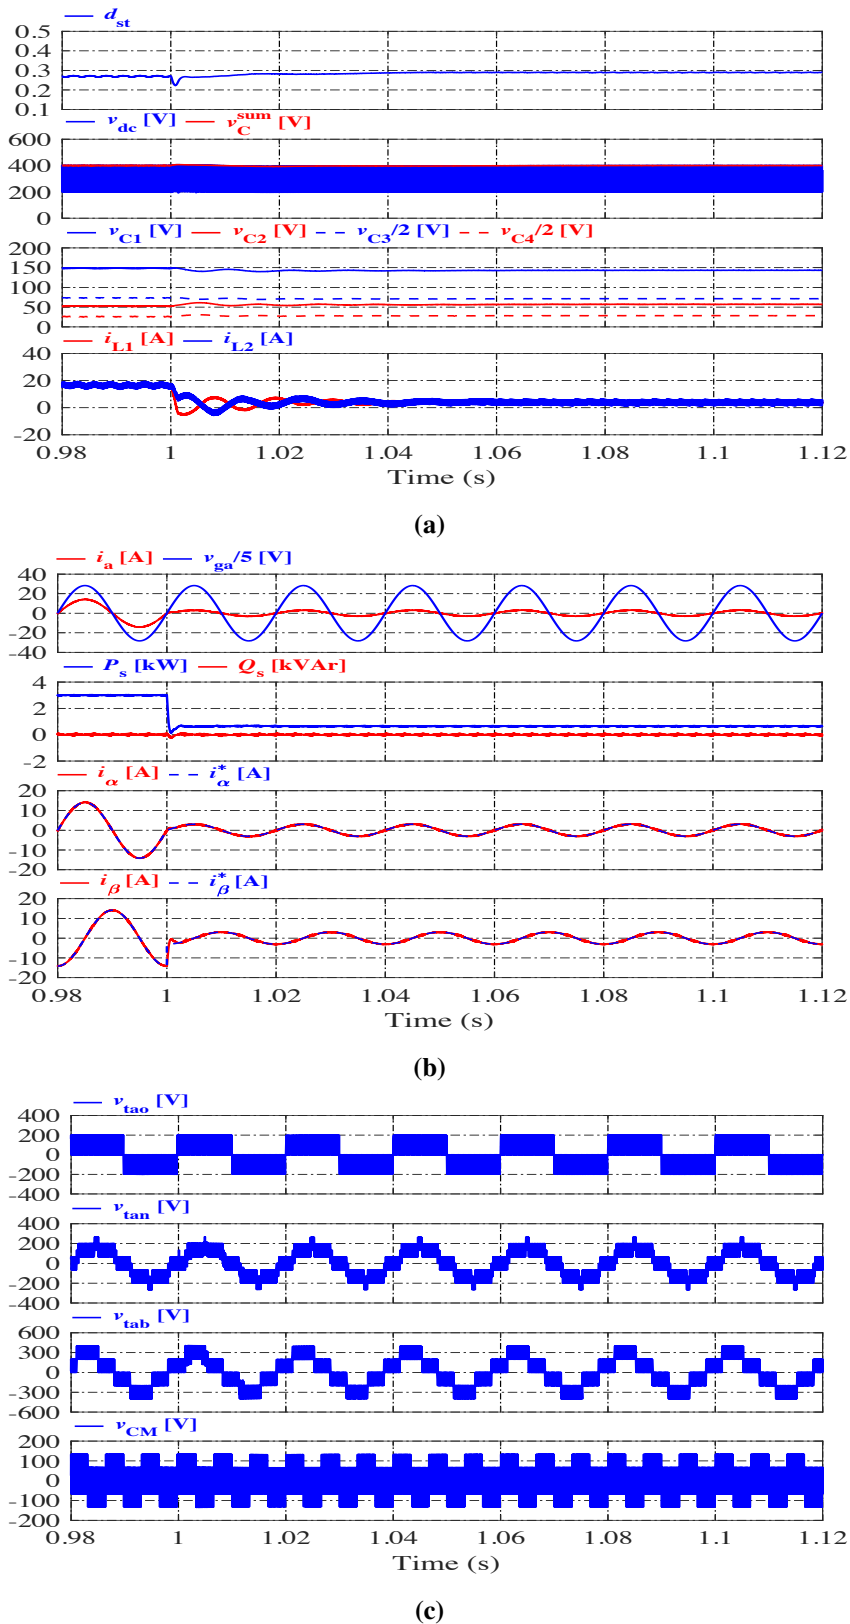 d_st
0.5
0.4
0.3
0.2
0.1
v_dc [V] v_C^sum [V]
600
400
200
0
v_C1 [V] v_C2 [V] v_C3/2 [V] v_C4/2 [V]
200
150
100
50
0
i_L1 [A] i_L2 [A]
40
20
0
-20
0.98 1 1.02 1.04 1.06 1.08 1.1 1.12
Time (s)
(a)
i_a [A] v_ga/5 [V]
40
20
0
-20
-40
P_s [kW] Q_s [kVAr]
4
2
0
-2
i_α [A] i_α^* [A]
20
10
0
-10
-20
i_β [A] i_β^* [A]
20
10
0
-10
-20
0.98 1 1.02 1.04 1.06 1.08 1.1 1.12
Time (s)
(b)
v_tao [V]
400
200
0
-200
-400
v_tan [V]
400
200
0
-200
-400
v_tab [V]
600
300
0
-300
-600
v_CM [V]
200
100
0
-100
-200
0.98 1 1.02 1.04 1.06 1.08 1.1 1.12
Time (s)
(c)